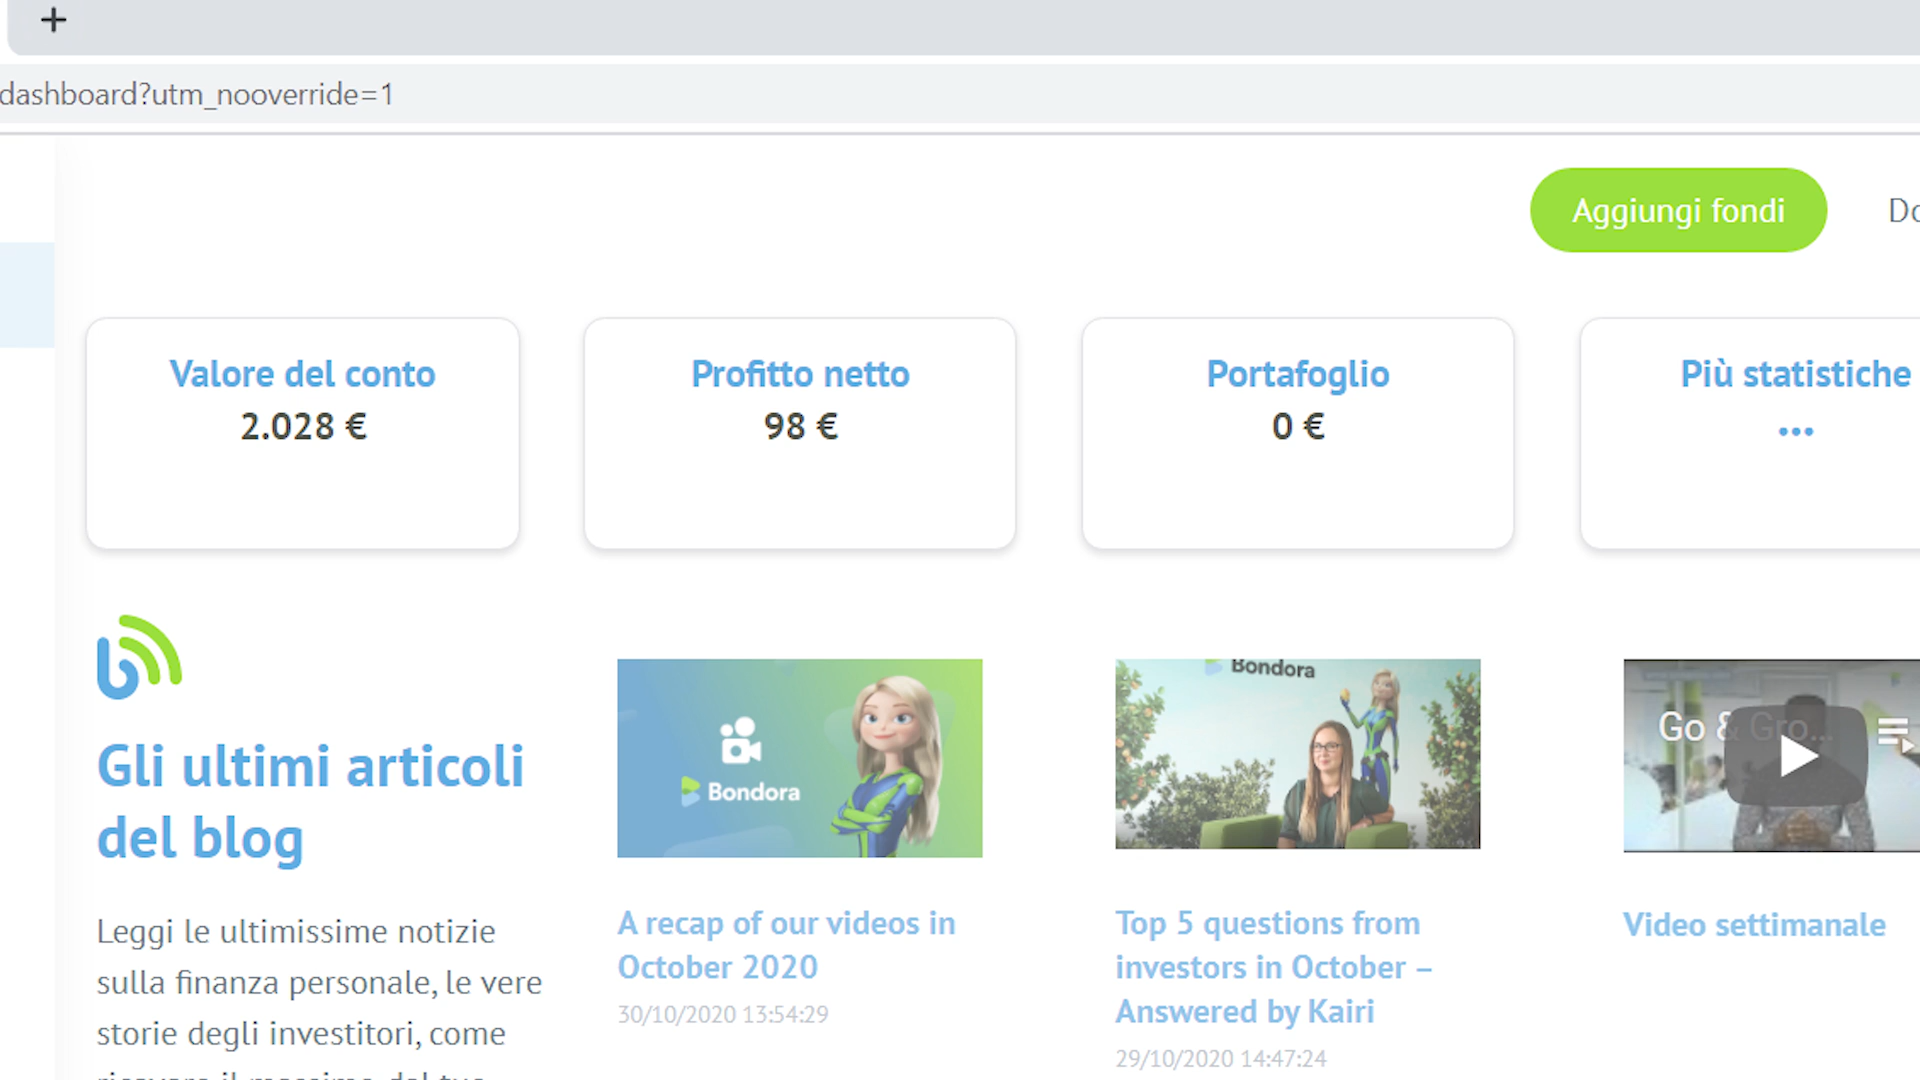 dashboard?utm_nooverride=1
Aggiungi fondi
Valore del conto
2.028 €
Profitto netto
98 €
Portafoglio
0 €
Più statistiche
...
Gli ultimi articoli
del blog
Leggi le ultimissime notizie
sulla finanza personale, le vere
storie degli investitori, come
Bondora
A recap of our videos in
October 2020
30/10/2020 13:54:29
Bondora
Top 5 questions from
investors in October –
Answered by Kairi
29/10/2020 14:47:24
Go & Gro...
Video settimanale